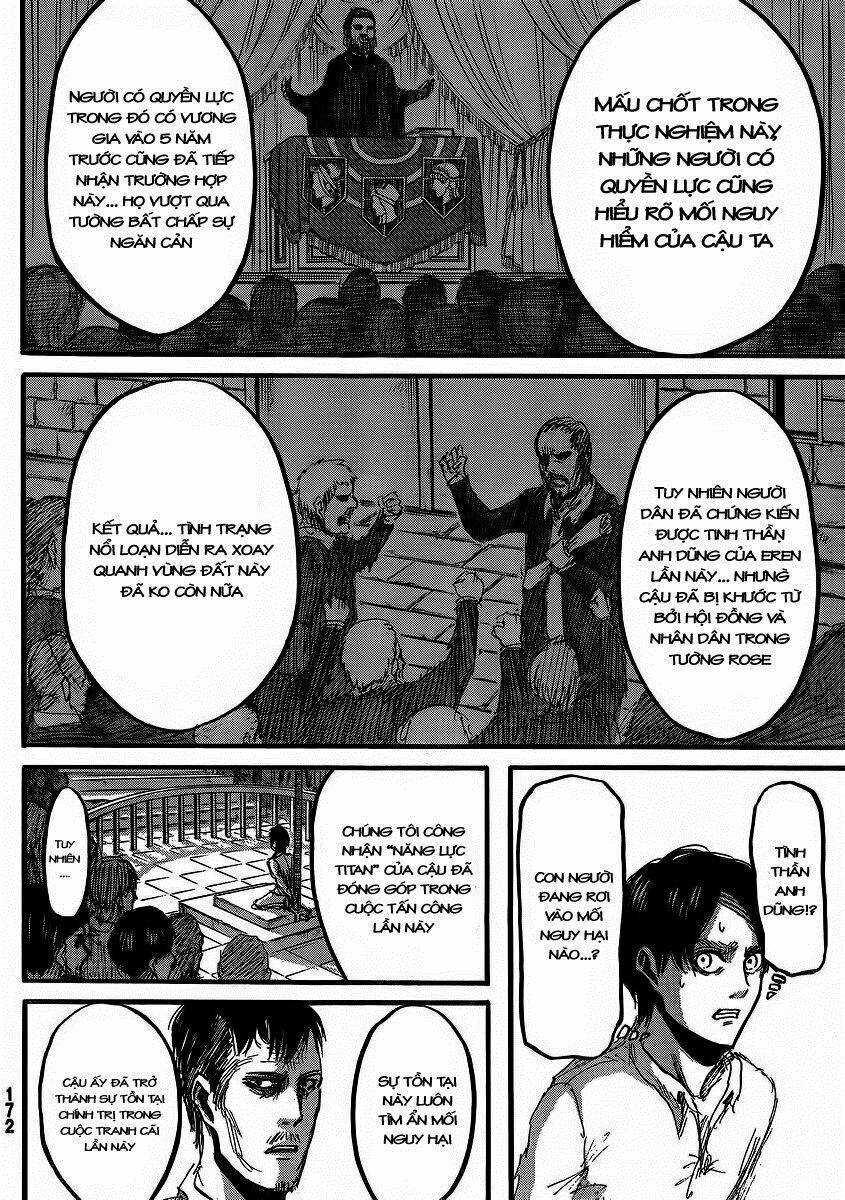 MẤU CHỐT TRONG
THỰC NGHIỆM NÀY,
NHỮNG NGƯỜI CÓ
QUYỀN LỰC CŨNG
HIỂU RÕ MỐI NGUY
HIỂM CỦA CẬU TA
NGƯỜI CÓ QUYỀN LỰC
TRONG ĐÓ CÓ VƯƠNG
GIA VÀO 5 NĂM
TRƯỚC CŨNG ĐÃ TIẾP
NHẬN TRƯỜNG HỢP
NÀY... HỌ VƯỢT QUA
TƯỜNG BẤT CHẤP SỰ
NGĂN CẢN
TUY NHIÊN NGƯỜI
DÂN ĐÃ CHỨNG KIẾN
ĐƯỢC TINH THẦN
ANH DŨNG CỦA EREN
LẦN NÀY... NHƯNG
CẬU ĐÃ BỊ KHƯỚC TỪ
BỞI HỘI ĐỒNG VÀ
NHÂN DÂN TRONG
TƯỜNG ROSE
KẾT QUẢ... TÌNH TRẠNG
NỔI LOẠN DIỄN RA XOAY
QUANH VÙNG ĐẤT NÀY
ĐÃ KO CÒN NỮA
TINH
THẦN ANH
DŨNG!?
CON NGƯỜI
ĐANG RƠI
VÀO MỐI
NGUY HẠI
NÀO...?
CHÚNG TÔI CÔNG
NHẬN "NĂNG LỰC
TITAN" CỦA CẬU ĐÃ
ĐÓNG GÓP TRONG
CUỘC TẤN CÔNG
LẦN NÀY
TUY
NHIÊN
....
SỰ TỒN TẠI
NÀY LUÔN
TÌM ẨN MỐI
NGUY HẠI
CẬU ẤY ĐÃ TRỞ
THÀNH SỰ TỒN TẠI
CHÍNH TRỊ TRONG
CUỘC TRANH CÃI
LẦN NÀY
172